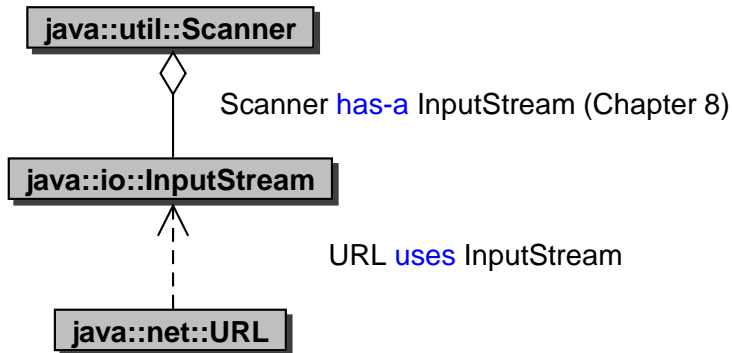 java::util::Scanner
Scanner has-a InputStream (Chapter 8)
java::io::InputStream
URL uses InputStream
java::net::URL